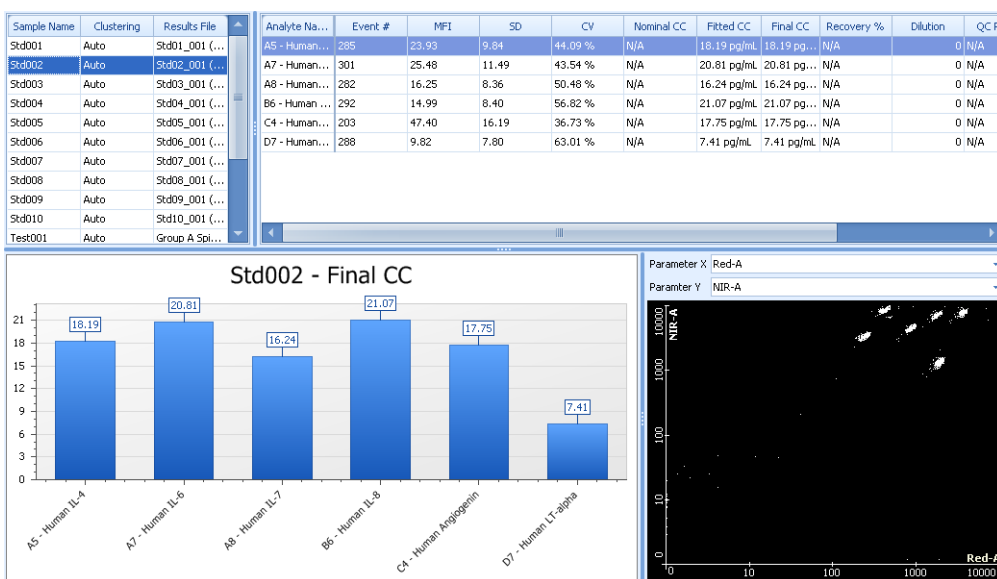 Sample Name Clustering Results File
Std001 Auto Std01_001 (...
Std002 Auto Std02_001 (...
Std003 Auto Std03_001 (...
Std004 Auto Std04_001 (...
Std005 Auto Std05_001 (...
Std006 Auto Std06_001 (...
Std007 Auto Std07_001 (...
Std008 Auto Std08_001 (...
Std009 Auto Std09_001 (...
Std010 Auto Std10_001 (...
Test001 Auto Group A Spi...
Analyte Na... Event # MFI SD CV Nominal CC Fitted CC Final CC Recovery % Dilution QC R
A5 - Human... 285 23.93 9.84 44.09 % N/A 18.19 pg/mL 18.19 pg... N/A 0 N/A
A7 - Human... 301 25.48 11.49 43.54 % N/A 20.81 pg/mL 20.81 pg... N/A 0 N/A
A8 - Human... 282 16.25 8.36 50.48 % N/A 16.24 pg/mL 16.24 pg... N/A 0 N/A
B6 - Human ... 292 14.99 8.40 56.82 % N/A 21.07 pg/mL 21.07 pg... N/A 0 N/A
C4 - Human... 203 47.40 16.19 36.73 % N/A 17.75 pg/mL 17.75 pg... N/A 0 N/A
D7 - Human... 288 9.82 7.80 63.01 % N/A 7.41 pg/mL 7.41 pg/mL N/A 0 N/A
Std002 - Final CC
21
18
15
12
9
6
3
0
18.19
20.81
16.24
21.07
17.75
7.41
A5 - Human IL-4
A7 - Human IL-6
A8 - Human IL-7
B6 - Human IL-8
C4 - Human Angiogenin
D7 - Human LT-alpha
Parameter X Red-A
Paramter Y NIR-A
NIR-A
10000
1000
100
10
0
0 10 100 1000 10000
Red-A